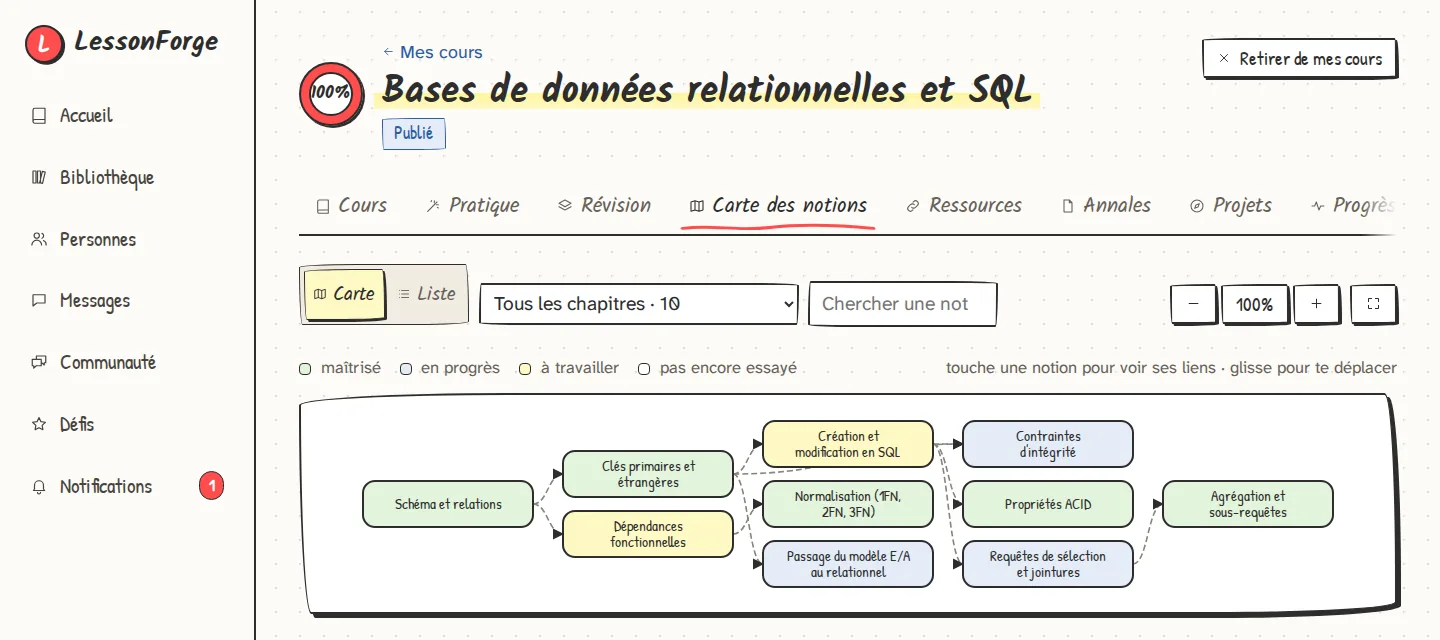 L LessonForge
Accueil
Bibliothèque
Personnes
Messages
Communauté
Défis
Notifications 1
← Mes cours
× Retirer de mes cours
100%
Bases de données relationnelles et SQL
Publié
Cours
Pratique
Révision
Carte des notions
Ressources
Annales
Projets
Progrès
Carte
Liste
Tous les chapitres · 10
Chercher une not
− 100% +
maîtrisé
en progrès
à travailler
pas encore essayé
touche une notion pour voir ses liens · glisse pour te déplacer
Schéma et relations
Clés primaires et
étrangères
Dépendances
fonctionnelles
Création et
modification en SQL
Normalisation (1FN,
2FN, 3FN)
Passage du modèle E/A
au relationnel
Contraintes
d'intégrité
Propriétés ACID
Requêtes de sélection
et jointures
Agrégation et
sous-requêtes